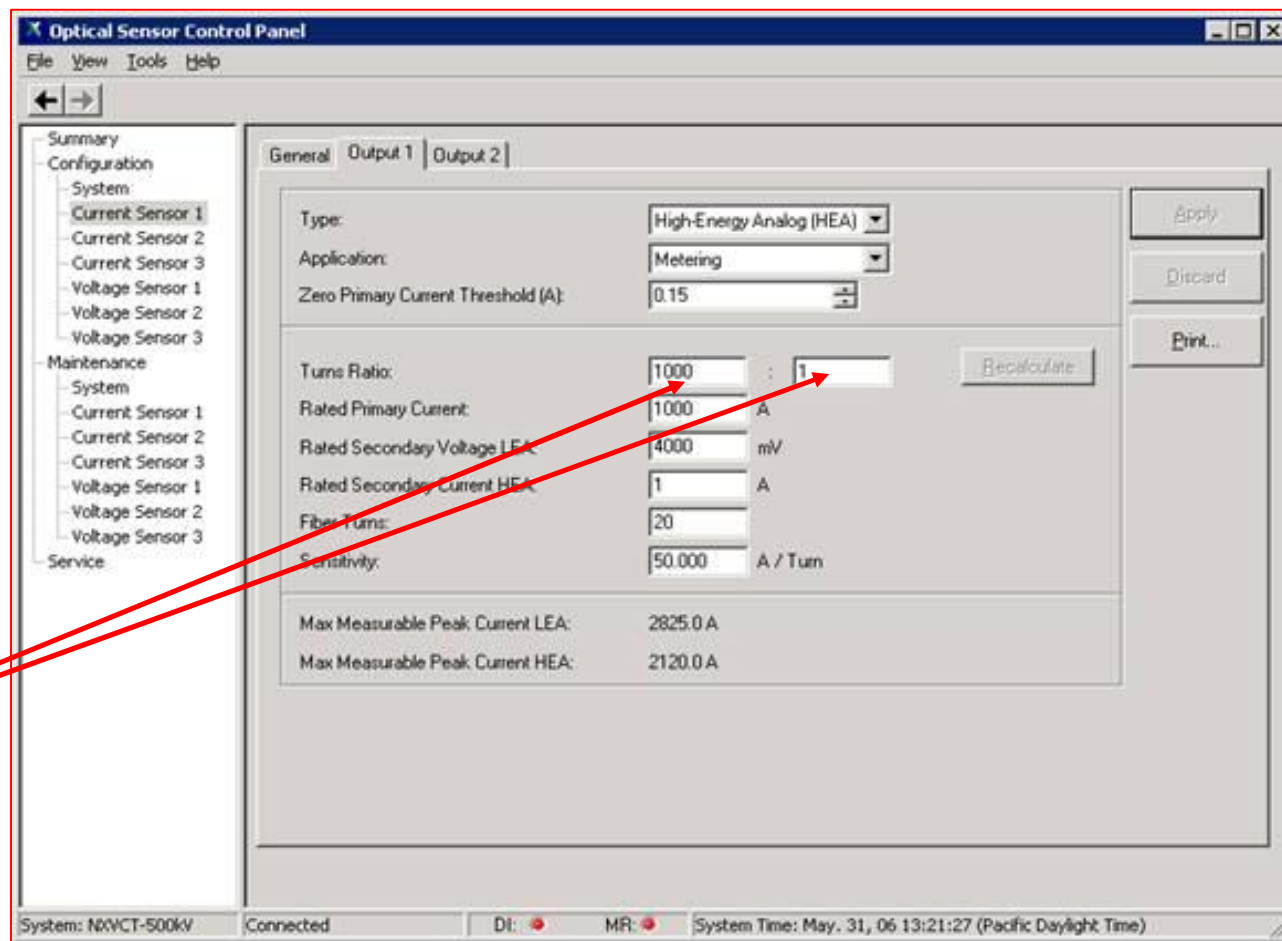 Optical Sensor Control Panel
File View Tools Help
Summary
Configuration
System
Current Sensor 1
Current Sensor 2
Current Sensor 3
Voltage Sensor 1
Voltage Sensor 2
Voltage Sensor 3
Maintenance
System
Current Sensor 1
Current Sensor 2
Current Sensor 3
Voltage Sensor 1
Voltage Sensor 2
Voltage Sensor 3
Service
General Output 1 Output 2
Type: High-Energy Analog (HEA)
Application: Metering
Zero Primary Current Threshold (A): 0.15
Turns Ratio: 1000 : 1 Recalculate
Rated Primary Current: 1000 A
Rated Secondary Voltage LEA: 4000 mV
Rated Secondary Current HEA: 1 A
Fiber Turns: 20
Sensitivity: 50.000 A / Turn
Max Measurable Peak Current LEA: 2825.0 A
Max Measurable Peak Current HEA: 2120.0 A
Apply
Discard
Print...
System: NXVCT-500kV Connected DI: MR: System Time: May. 31, 06 13:21:27 (Pacific Daylight Time)